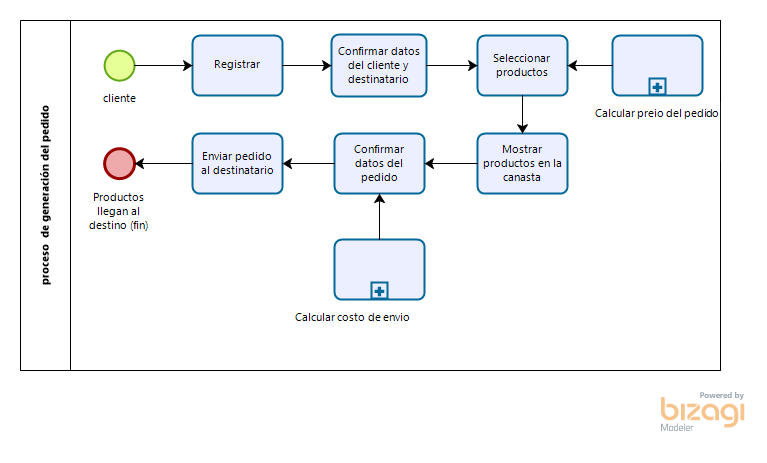 proceso de generación del pedido
cliente
Registrar
Confirmar datos
del cliente y
destinatario
Seleccionar
productos
Calcular preio del pedido
Productos
llegan al
destino (fin)
Enviar pedido
al destinatario
Confirmar
datos del
pedido
Mostrar
productos en la
canasta
Calcular costo de envio
Powered by
bizagi
Modeler